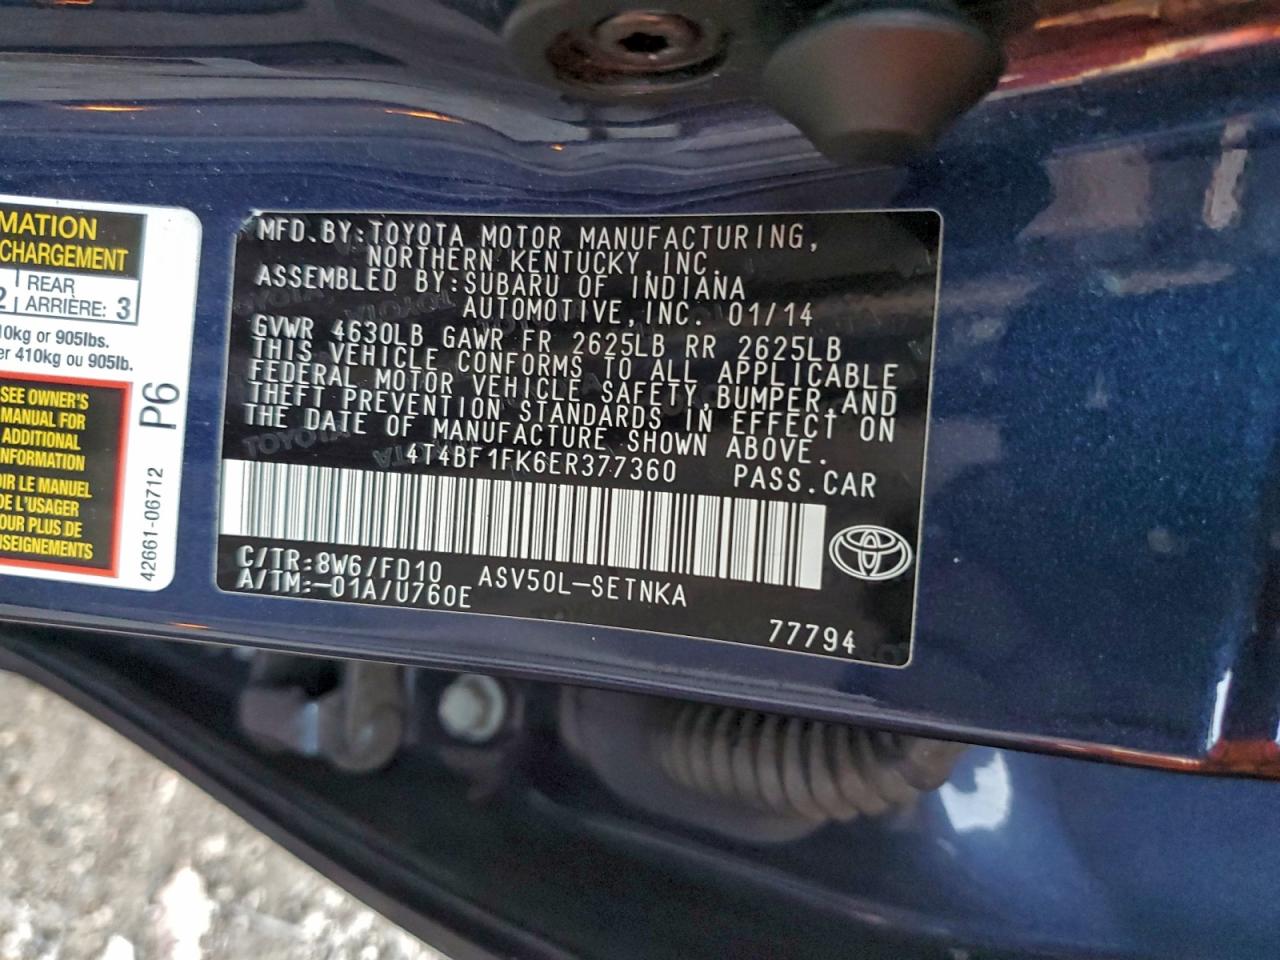 MATION
CHARGEMENT
REAR
2 ARRIÈRE: 3
10kg or 905lbs.
er 410kg ou 905lb.
SEE OWNER'S
MANUAL FOR
ADDITIONAL
INFORMATION
OIR LE MANUEL
DE L'USAGER
OUR PLUS DE
NSEIGNEMENTS
P6
42661-06712
MFD.BY:TOYOTA MOTOR MANUFACTURING,
NORTHERN KENTUCKY,INC.
ASSEMBLED BY:SUBARU OF INDIANA
AUTOMOTIVE,INC. 01/14
GVWR 4630LB GAWR FR 2625LB RR 2625LB
THIS VEHICLE CONFORMS TO ALL APPLICABLE
FEDERAL MOTOR VEHICLE SAFETY,BUMPER,AND
THEFT PREVENTION STANDARDS IN EFFECT ON
THE DATE OF MANUFACTURE SHOWN ABOVE.
4T4BF1FK6ER377360 PASS.CAR
C/TR:8W6/FD10 ASV50L-SETNKA
A/TM:-01A/U760E
77794